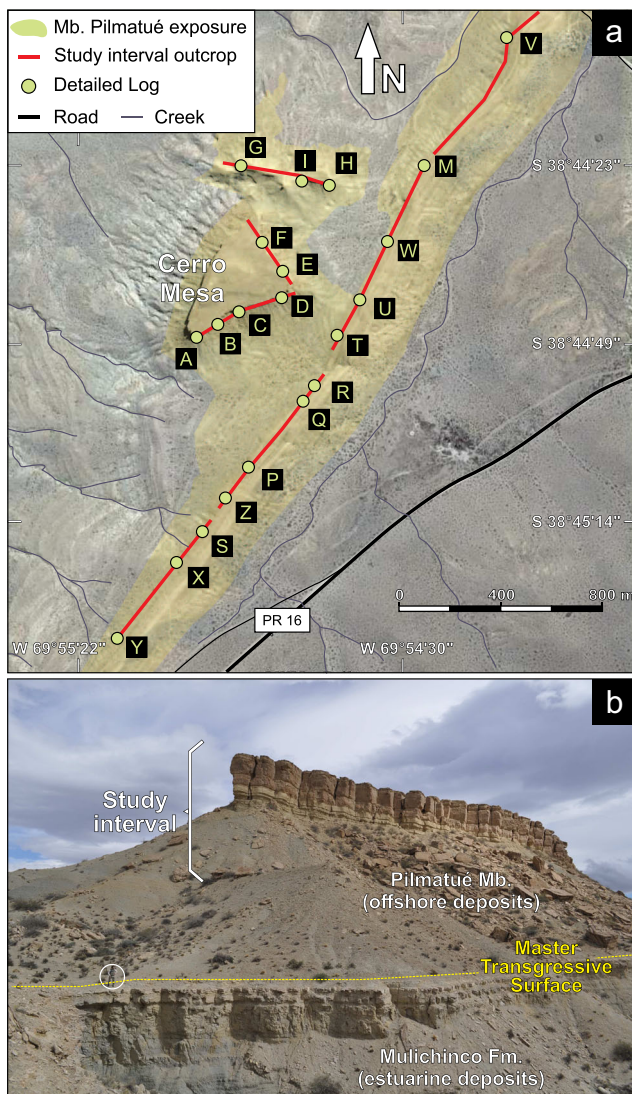 Mb. Pilmatué exposure
Study interval outcrop
Detailed Log
Road
Creek
a
N
V
G
I
H
M
S 38°44'23"
F
W
Cerro
Mesa
E
D
U
C
B
A
T
S 38°44'49"
R
Q
P
Z
S
S 38°45'14"
X
0 400 800 m
PR 16
Y
W 69°55'22"
W 69°54'30"
b
Study
interval
Pilmatué Mb.
(offshore deposits)
Master
Transgressive
Surface
Mulichinco Fm.
(estuarine deposits)